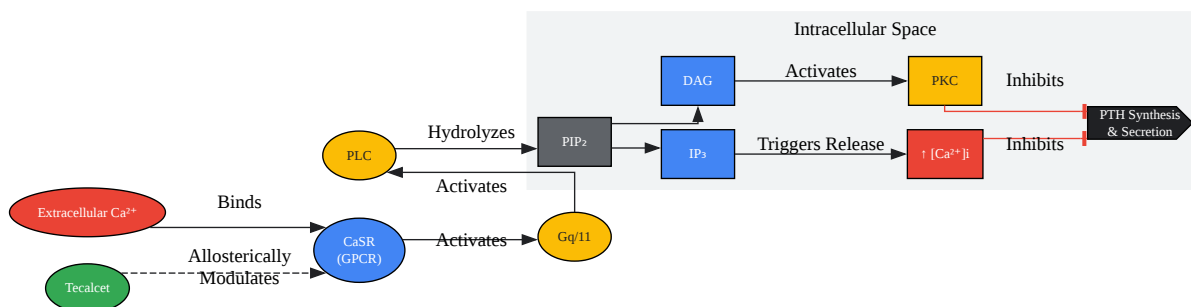 Intracellular Space
DAG
Activates
PKC
Inhibits
PTH Synthesis
& Secretion
Hydrolyzes
PIP₂
PLC
IP₃
Triggers Release
↑ [Ca²⁺]i
Inhibits
Activates
Binds
Extracellular Ca²⁺
CaSR
(GPCR)
Activates
Gq/11
Allosterically
Modulates
Tecalcet